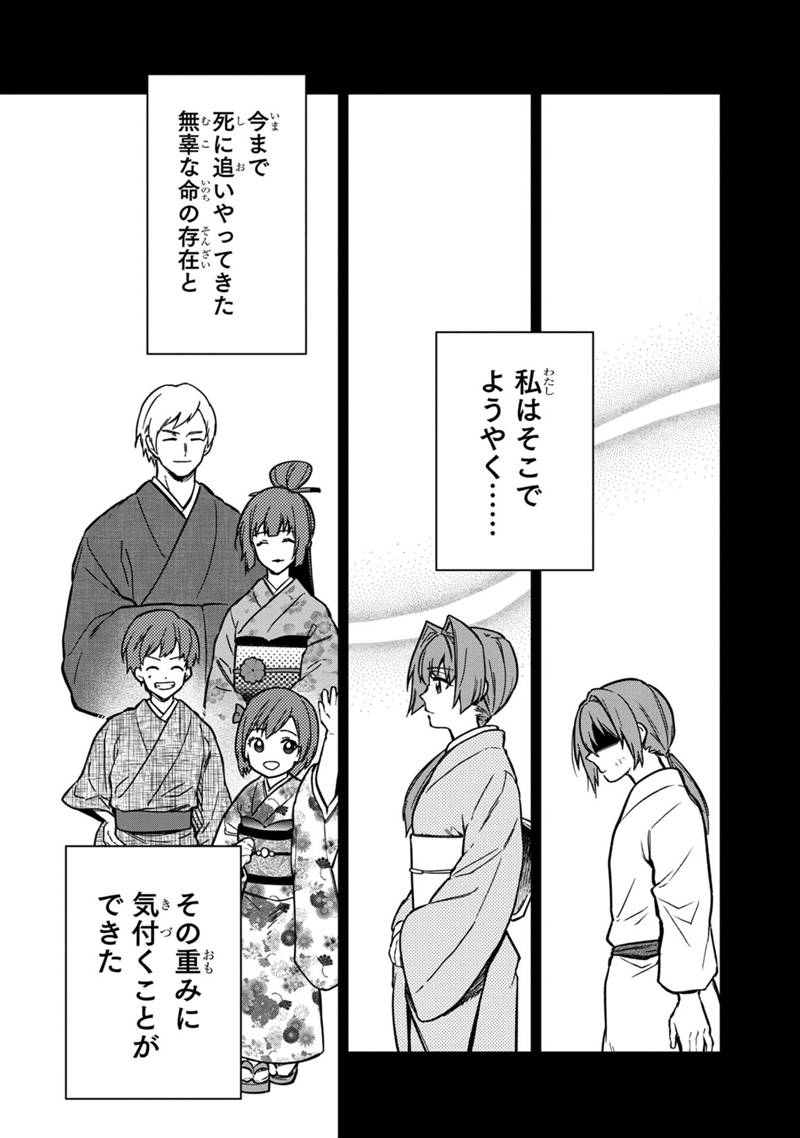 私はそこで
ようやく……
今まで
死に追いやってきた
無辜な命の存在と
その重みに
気付くことが
できた